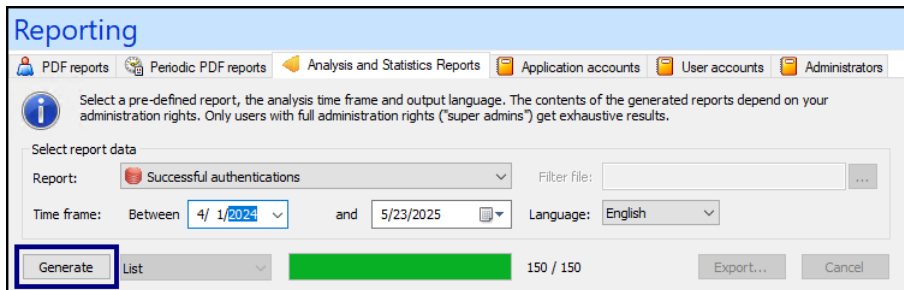 Reporting
PDF reports Periodic PDF reports Analysis and Statistics Reports Application accounts User accounts Administrators
Select a pre-defined report, the analysis time frame and output language. The contents of the generated reports depend on your
administration rights. Only users with full administration rights ("super admins") get exhaustive results.
Select report data
Report: Successful authentications Filter file: ...
Time frame: Between 4/ 1/2024 and 5/23/2025 Language: English
Generate List 150 / 150 Export... Cancel